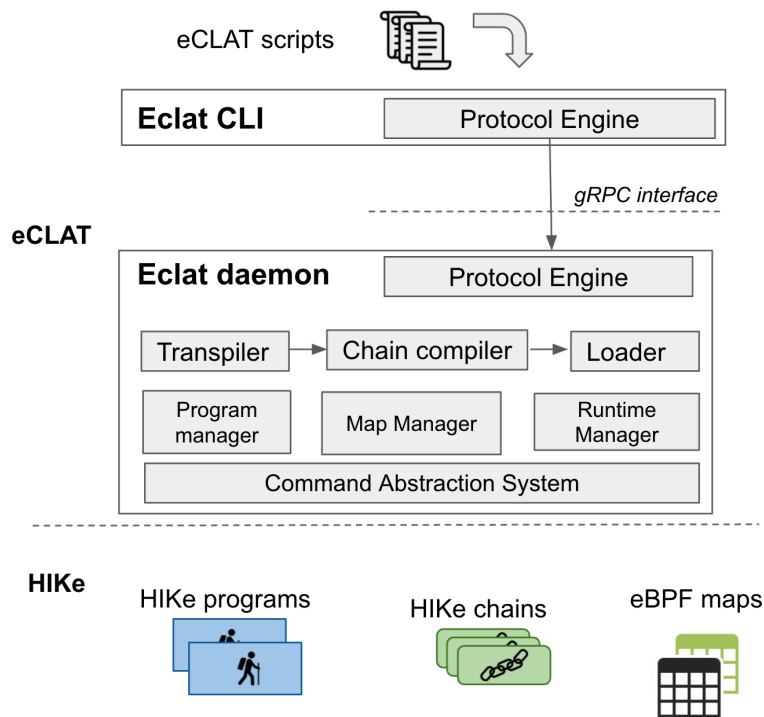 eCLAT scripts
Eclat CLI
Protocol Engine
gRPC interface
eCLAT
Eclat daemon
Protocol Engine
Transpiler
Chain compiler
Loader
Program
manager
Map Manager
Runtime
Manager
Command Abstraction System
HIKe
HIKe programs
HIKe chains
eBPF maps